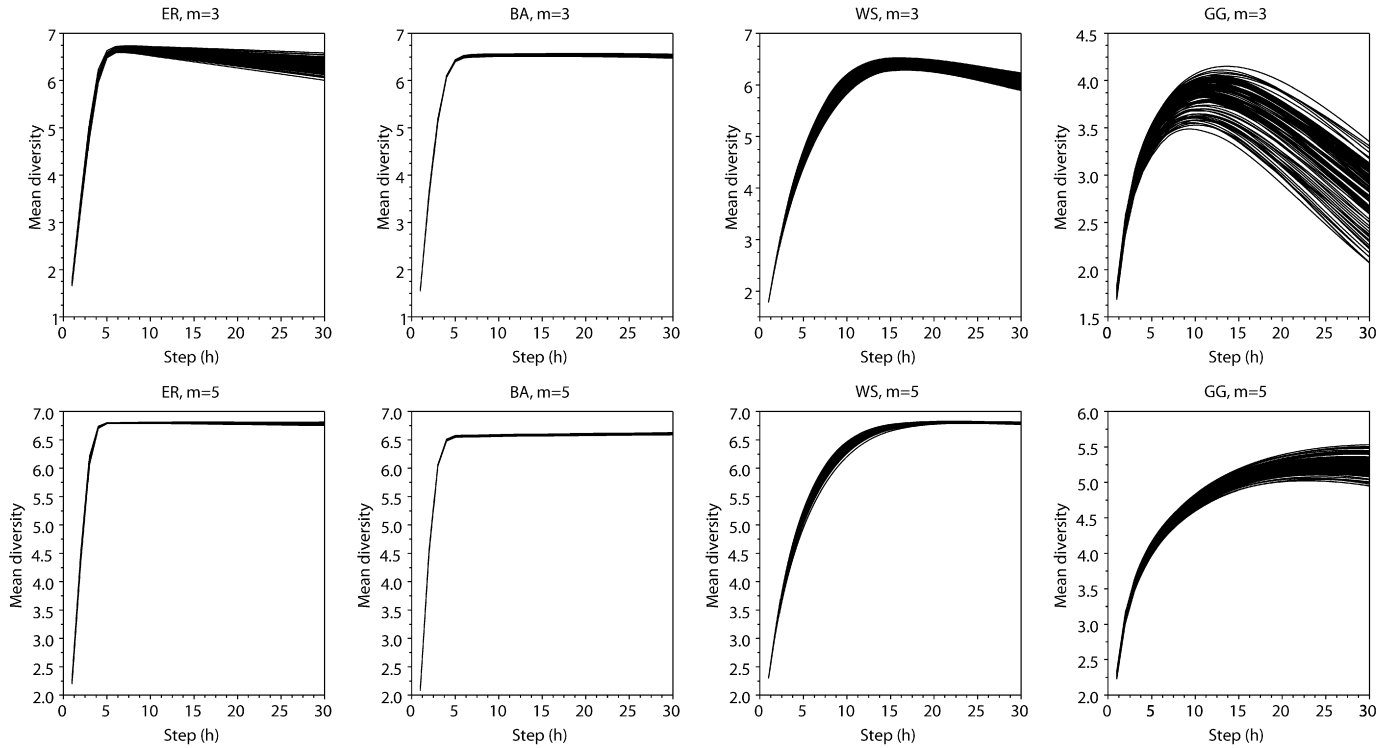 ER, m=3
7
6
5
4
3
2
1
Mean diversity
0 5 10 15 20 25 30
Step (h)
BA, m=3
7
6
5
4
3
2
1
Mean diversity
0 5 10 15 20 25 30
Step (h)
WS, m=3
7
6
5
4
3
2
Mean diversity
0 5 10 15 20 25 30
Step (h)
GG, m=3
4.5
4.0
3.5
3.0
2.5
2.0
1.5
Mean diversity
0 5 10 15 20 25 30
Step (h)
ER, m=5
7.0
6.5
6.0
5.5
5.0
4.5
4.0
3.5
3.0
2.5
2.0
Mean diversity
0 5 10 15 20 25 30
Step (h)
BA, m=5
7.0
6.5
6.0
5.5
5.0
4.5
4.0
3.5
3.0
2.5
2.0
Mean diversity
0 5 10 15 20 25 30
Step (h)
WS, m=5
7.0
6.5
6.0
5.5
5.0
4.5
4.0
3.5
3.0
2.5
2.0
Mean diversity
0 5 10 15 20 25 30
Step (h)
GG, m=5
6.0
5.5
5.0
4.5
4.0
3.5
3.0
2.5
2.0
Mean diversity
0 5 10 15 20 25 30
Step (h)